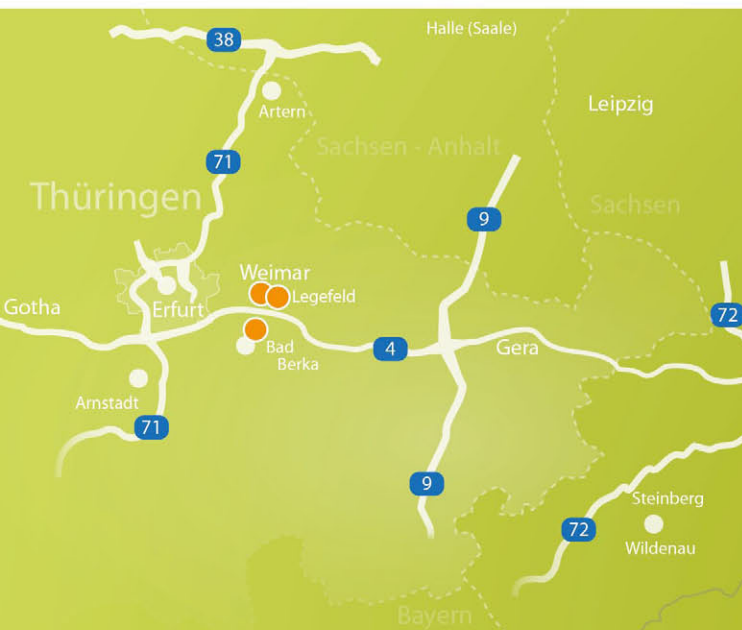 38
Halle (Saale)
Leipzig
Artern
Sachsen - Anhalt
71
Thüringen
Sachsen
9
Weimar
Legefeld
Gotha
Erfurt
72
Bad
Berka
4
Gera
Arnstadt
71
9
Steinberg
72
Wildenau
Bayern